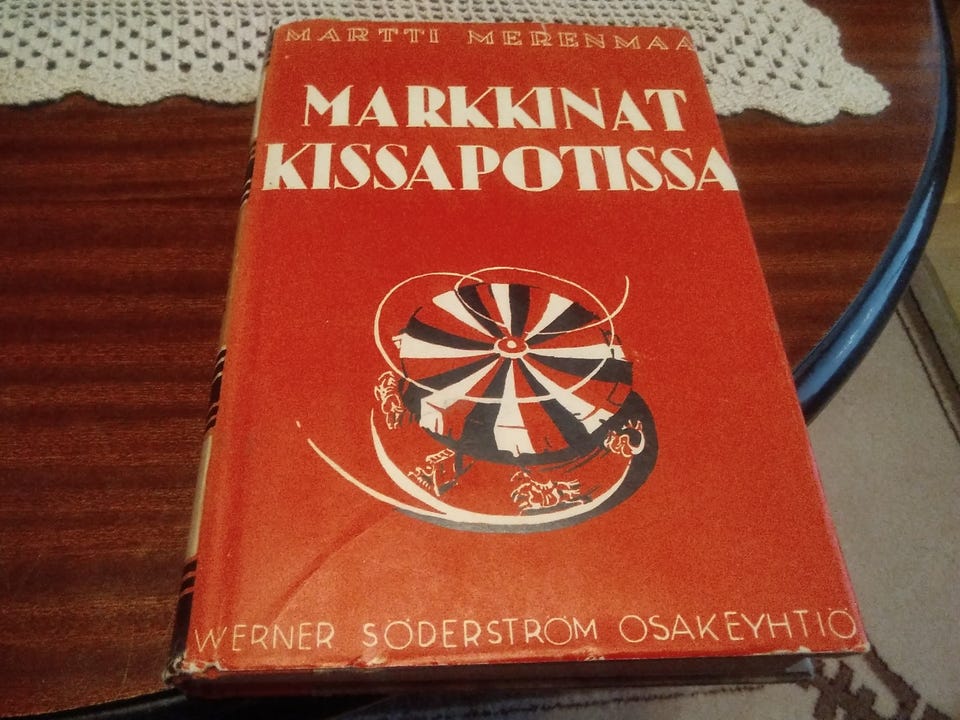 MARTTI MERENMAA
MARKKINAT
KISSAPOTISSA
WERNER SÖDERSTRÖM OSAKEYHTIÖ